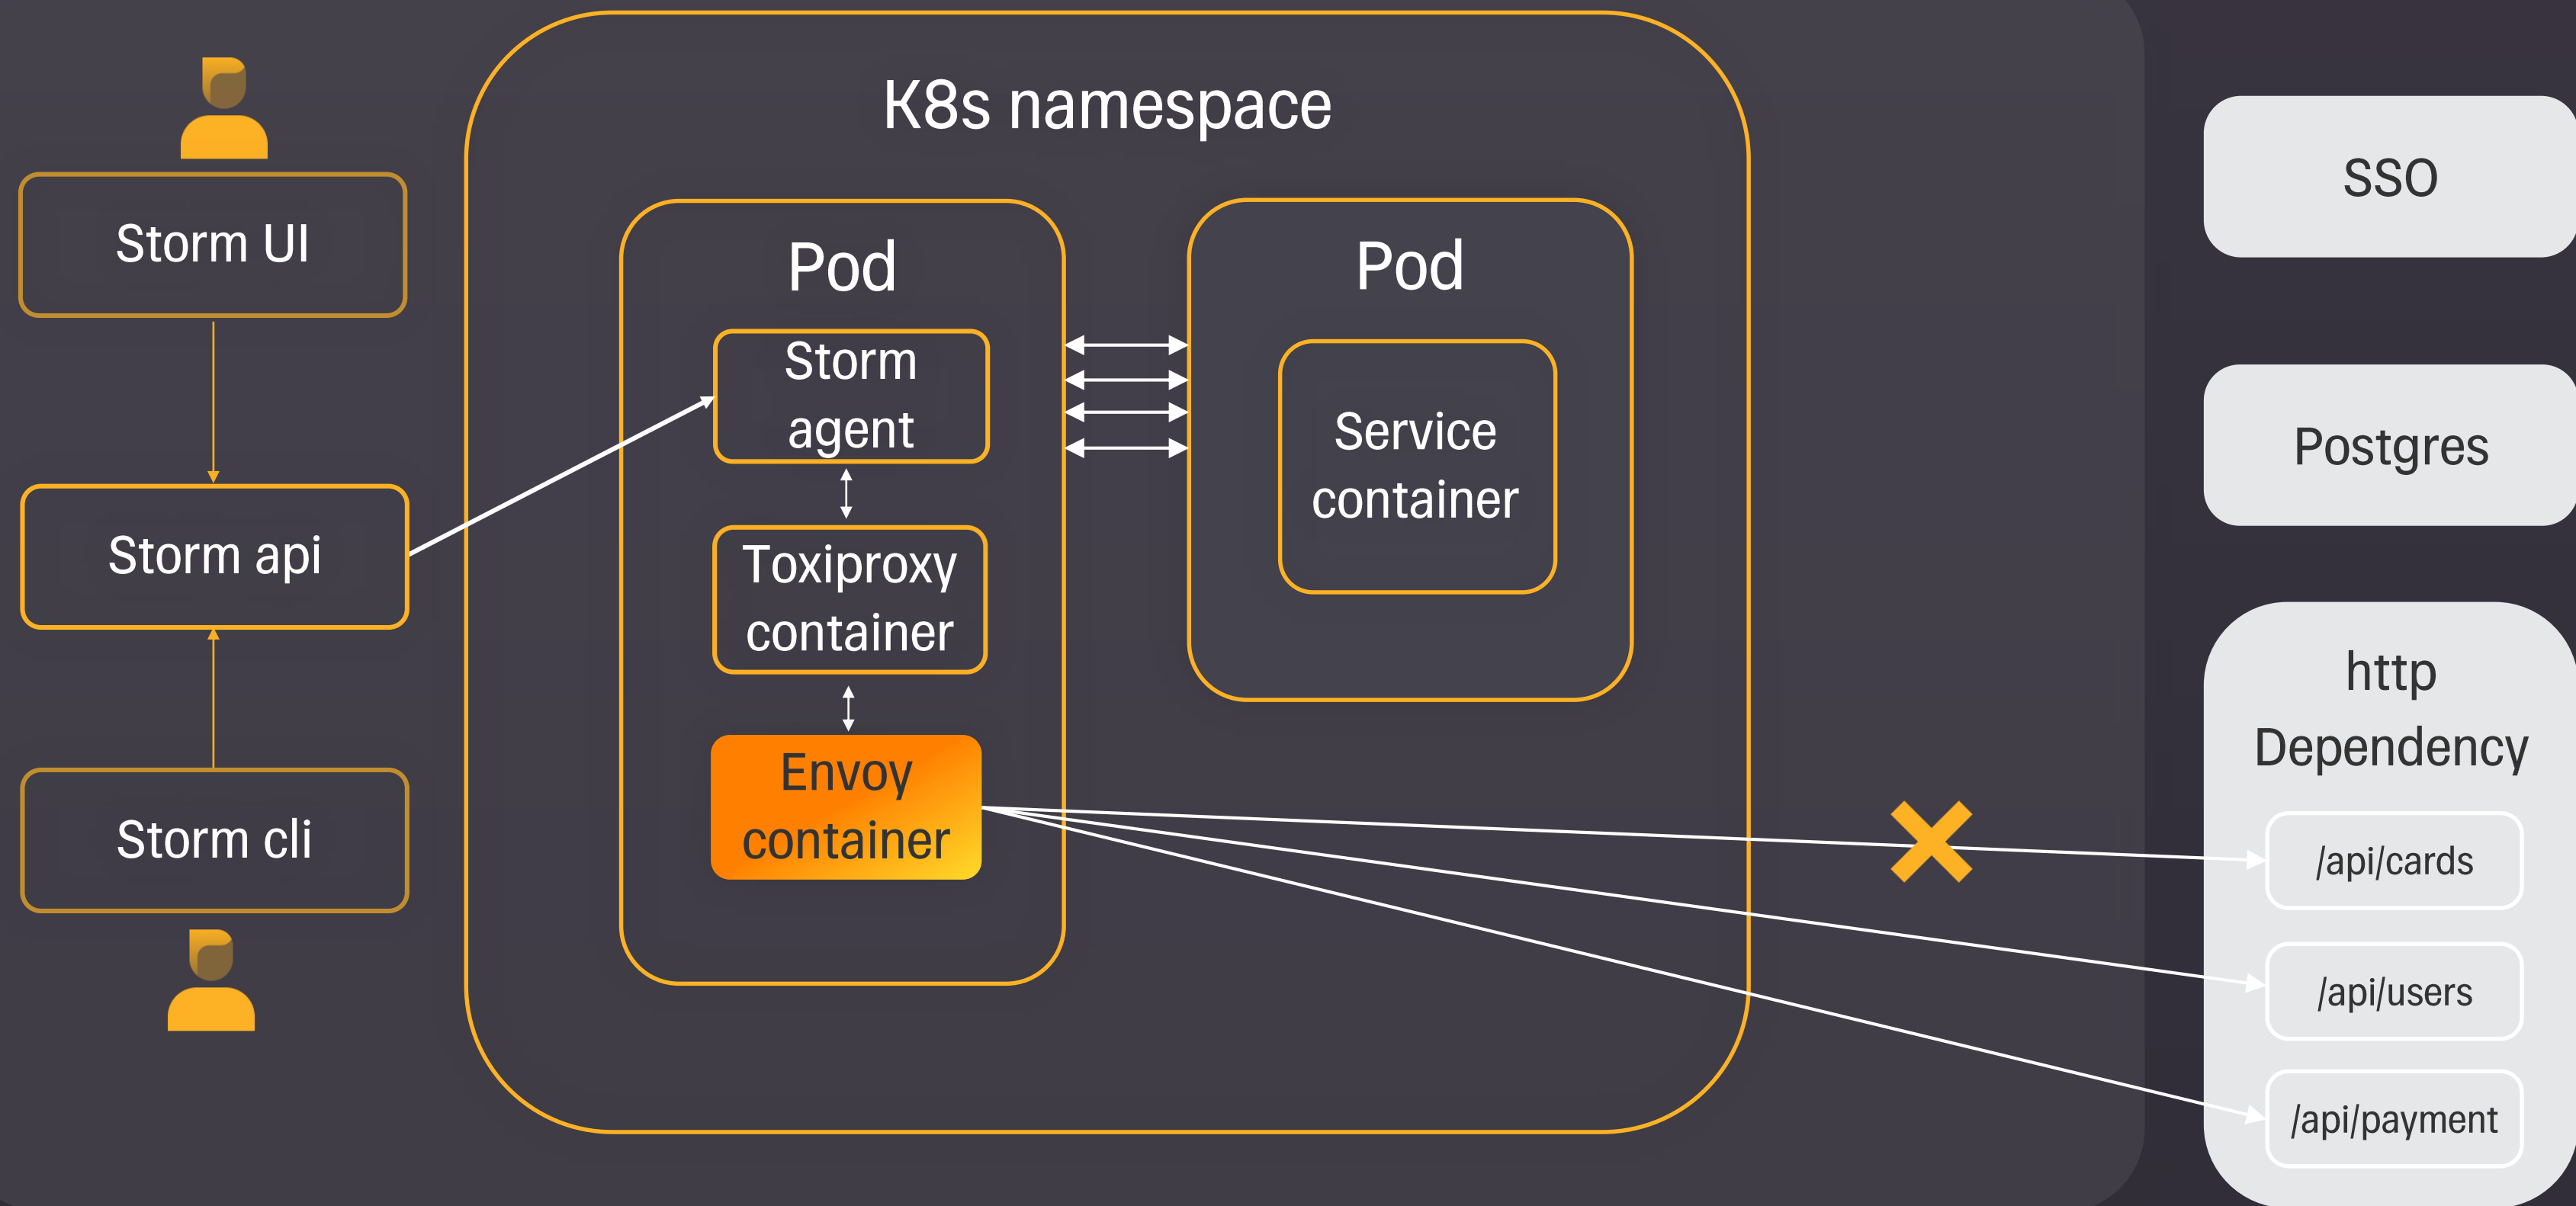 K8s namespace
Storm UI
Storm api
Storm cli
Pod
Storm
agent
Toxiproxy
container
Envoy
container
Pod
Service
container
SSO
Postgres
http
Dependency
/api/cards
/api/users
/api/payment